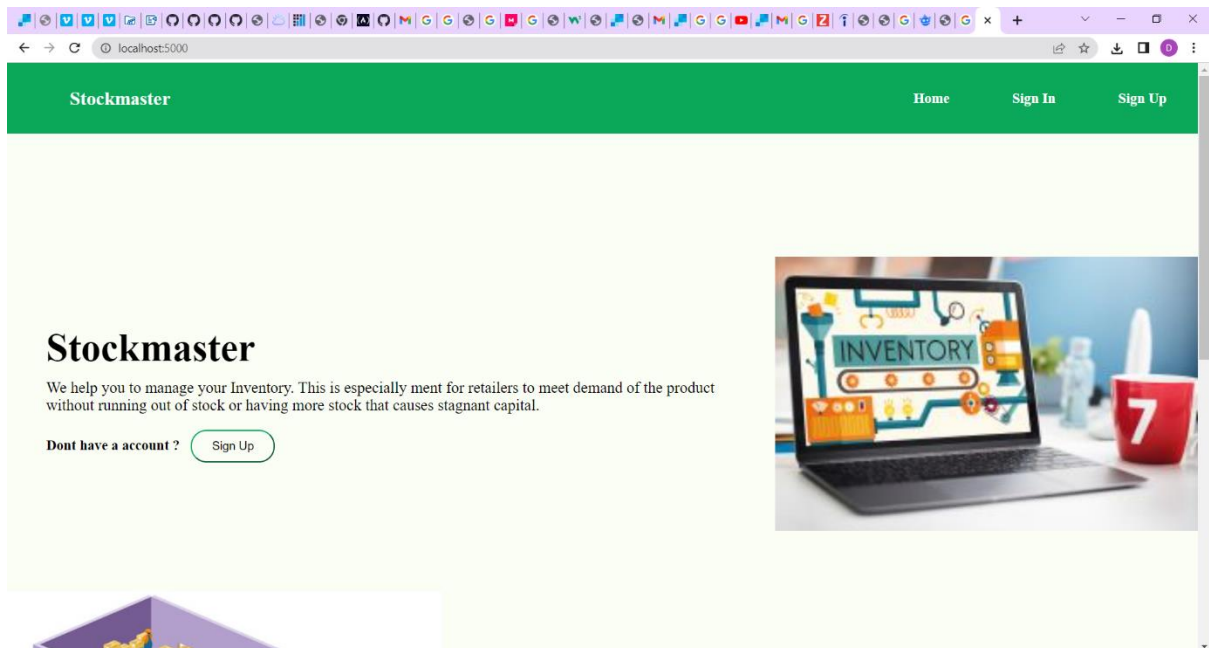 localhost:5000
Stockmaster
Home
Sign In
Sign Up
Stockmaster
We help you to manage your Inventory. This is especially ment for retailers to meet demand of the product
without running out of stock or having more stock that causes stagnant capital.
Dont have a account ?
Sign Up
INVENTORY
7